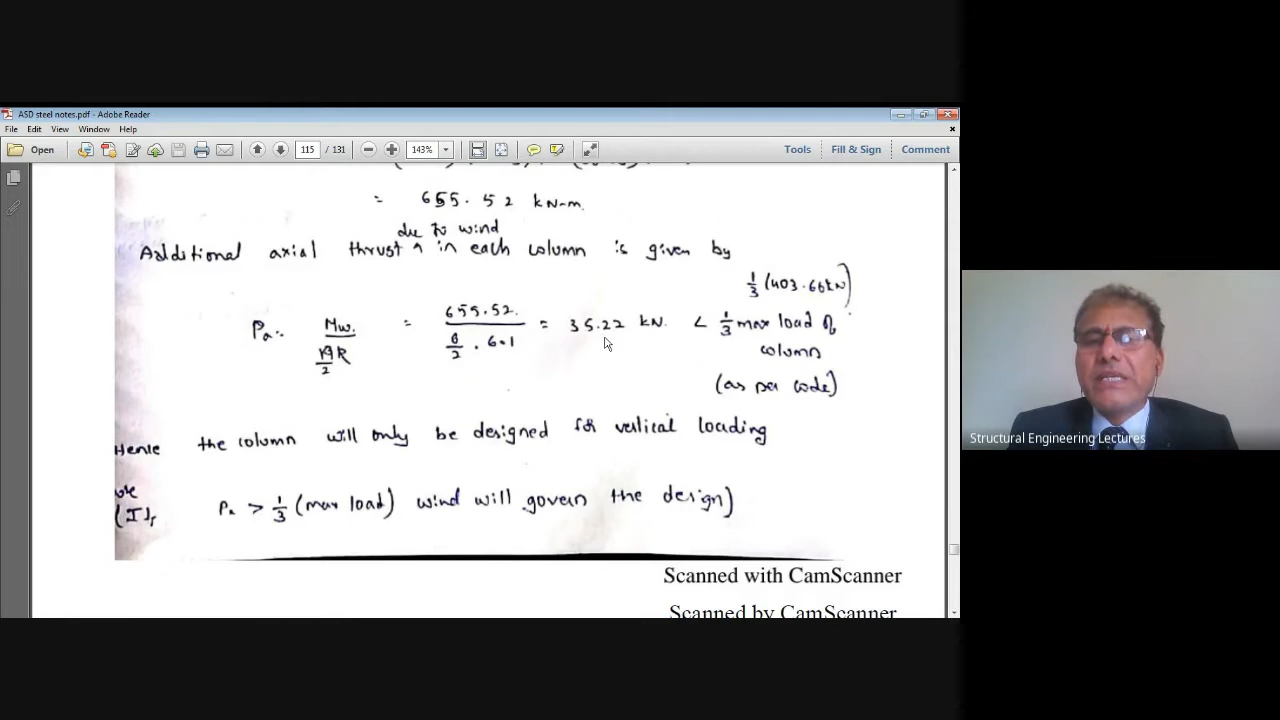 ASD steel notes.pdf - Adobe Reader
File Edit View Window Help
Open 115 / 131 143% Tools Fill & Sign Comment
= 655.52 kN-m.
due to wind
Additional axial thrust ^ in each column is given by
1/3 (403.66kN)
Pa = Mw. / n/2 R = 655.52. / 8/2 . 6.1 = 35.22 kN. < 1/3 max load of
column
(as per code)
Hence the column will only be designed for vertical loading
(If, Pa > 1/3 (max load) wind will govern the design)
Scanned with CamScanner
Scanned by CamScanner
Structural Engineering Lectures